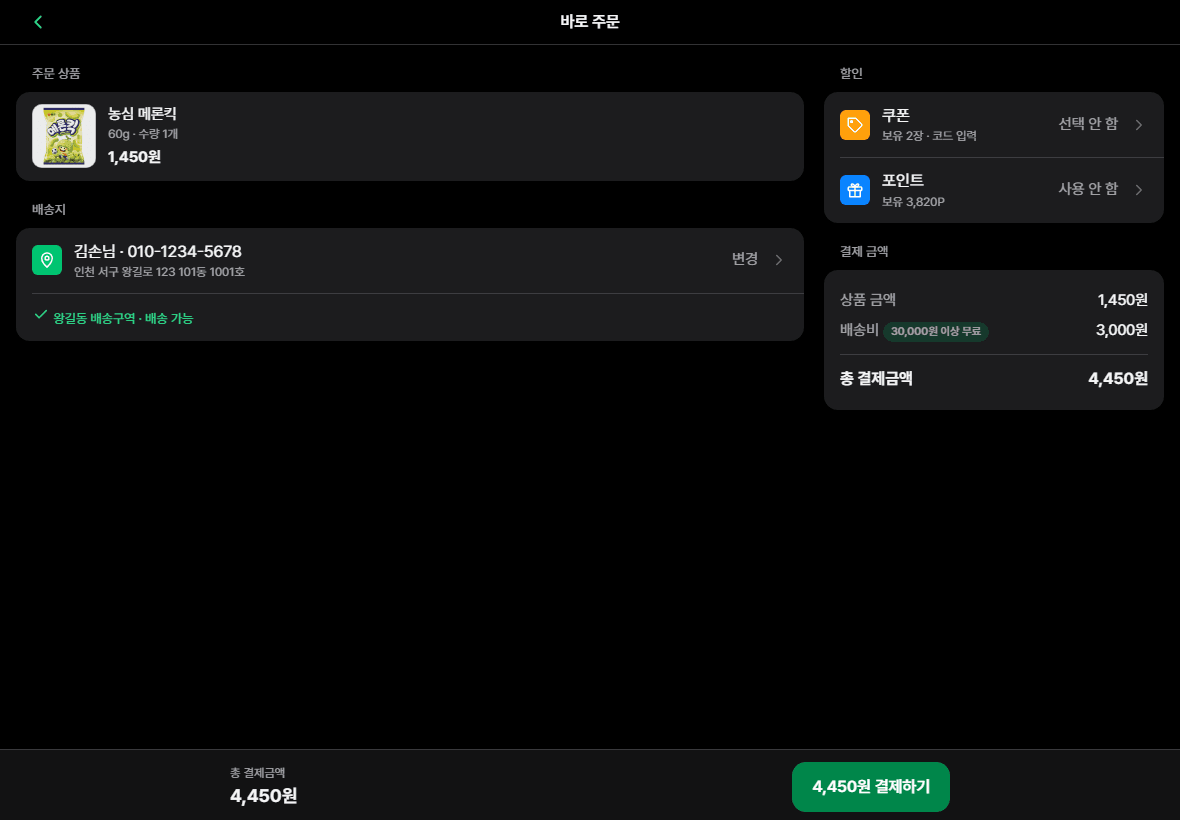 바로 주문
주문 상품
메론킥
농심 메론킥
60g · 수량 1개
1,450원
배송지
김손님 · 010-1234-5678
인천 서구 왕길로 123 101동 1001호
변경
왕길동 배송구역 · 배송 가능
할인
쿠폰
보유 2장 · 코드 입력
선택 안 함
포인트
보유 3,820P
사용 안 함
결제 금액
상품 금액 1,450원
배송비 30,000원 이상 무료 3,000원
총 결제금액 4,450원
총 결제금액
4,450원
4,450원 결제하기